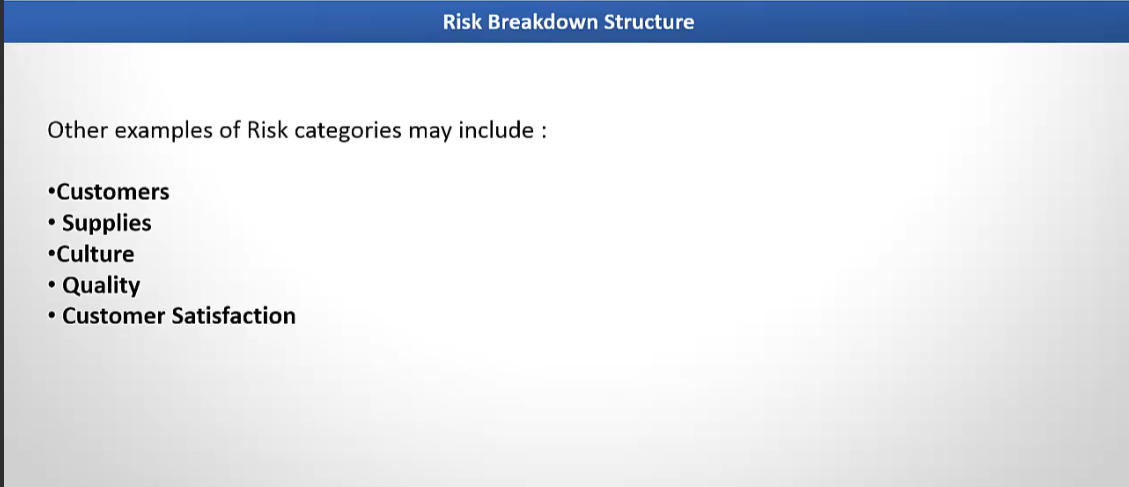 Risk Breakdown Structure
Other examples of Risk categories may include :
•Customers
• Supplies
•Culture
• Quality
• Customer Satisfaction